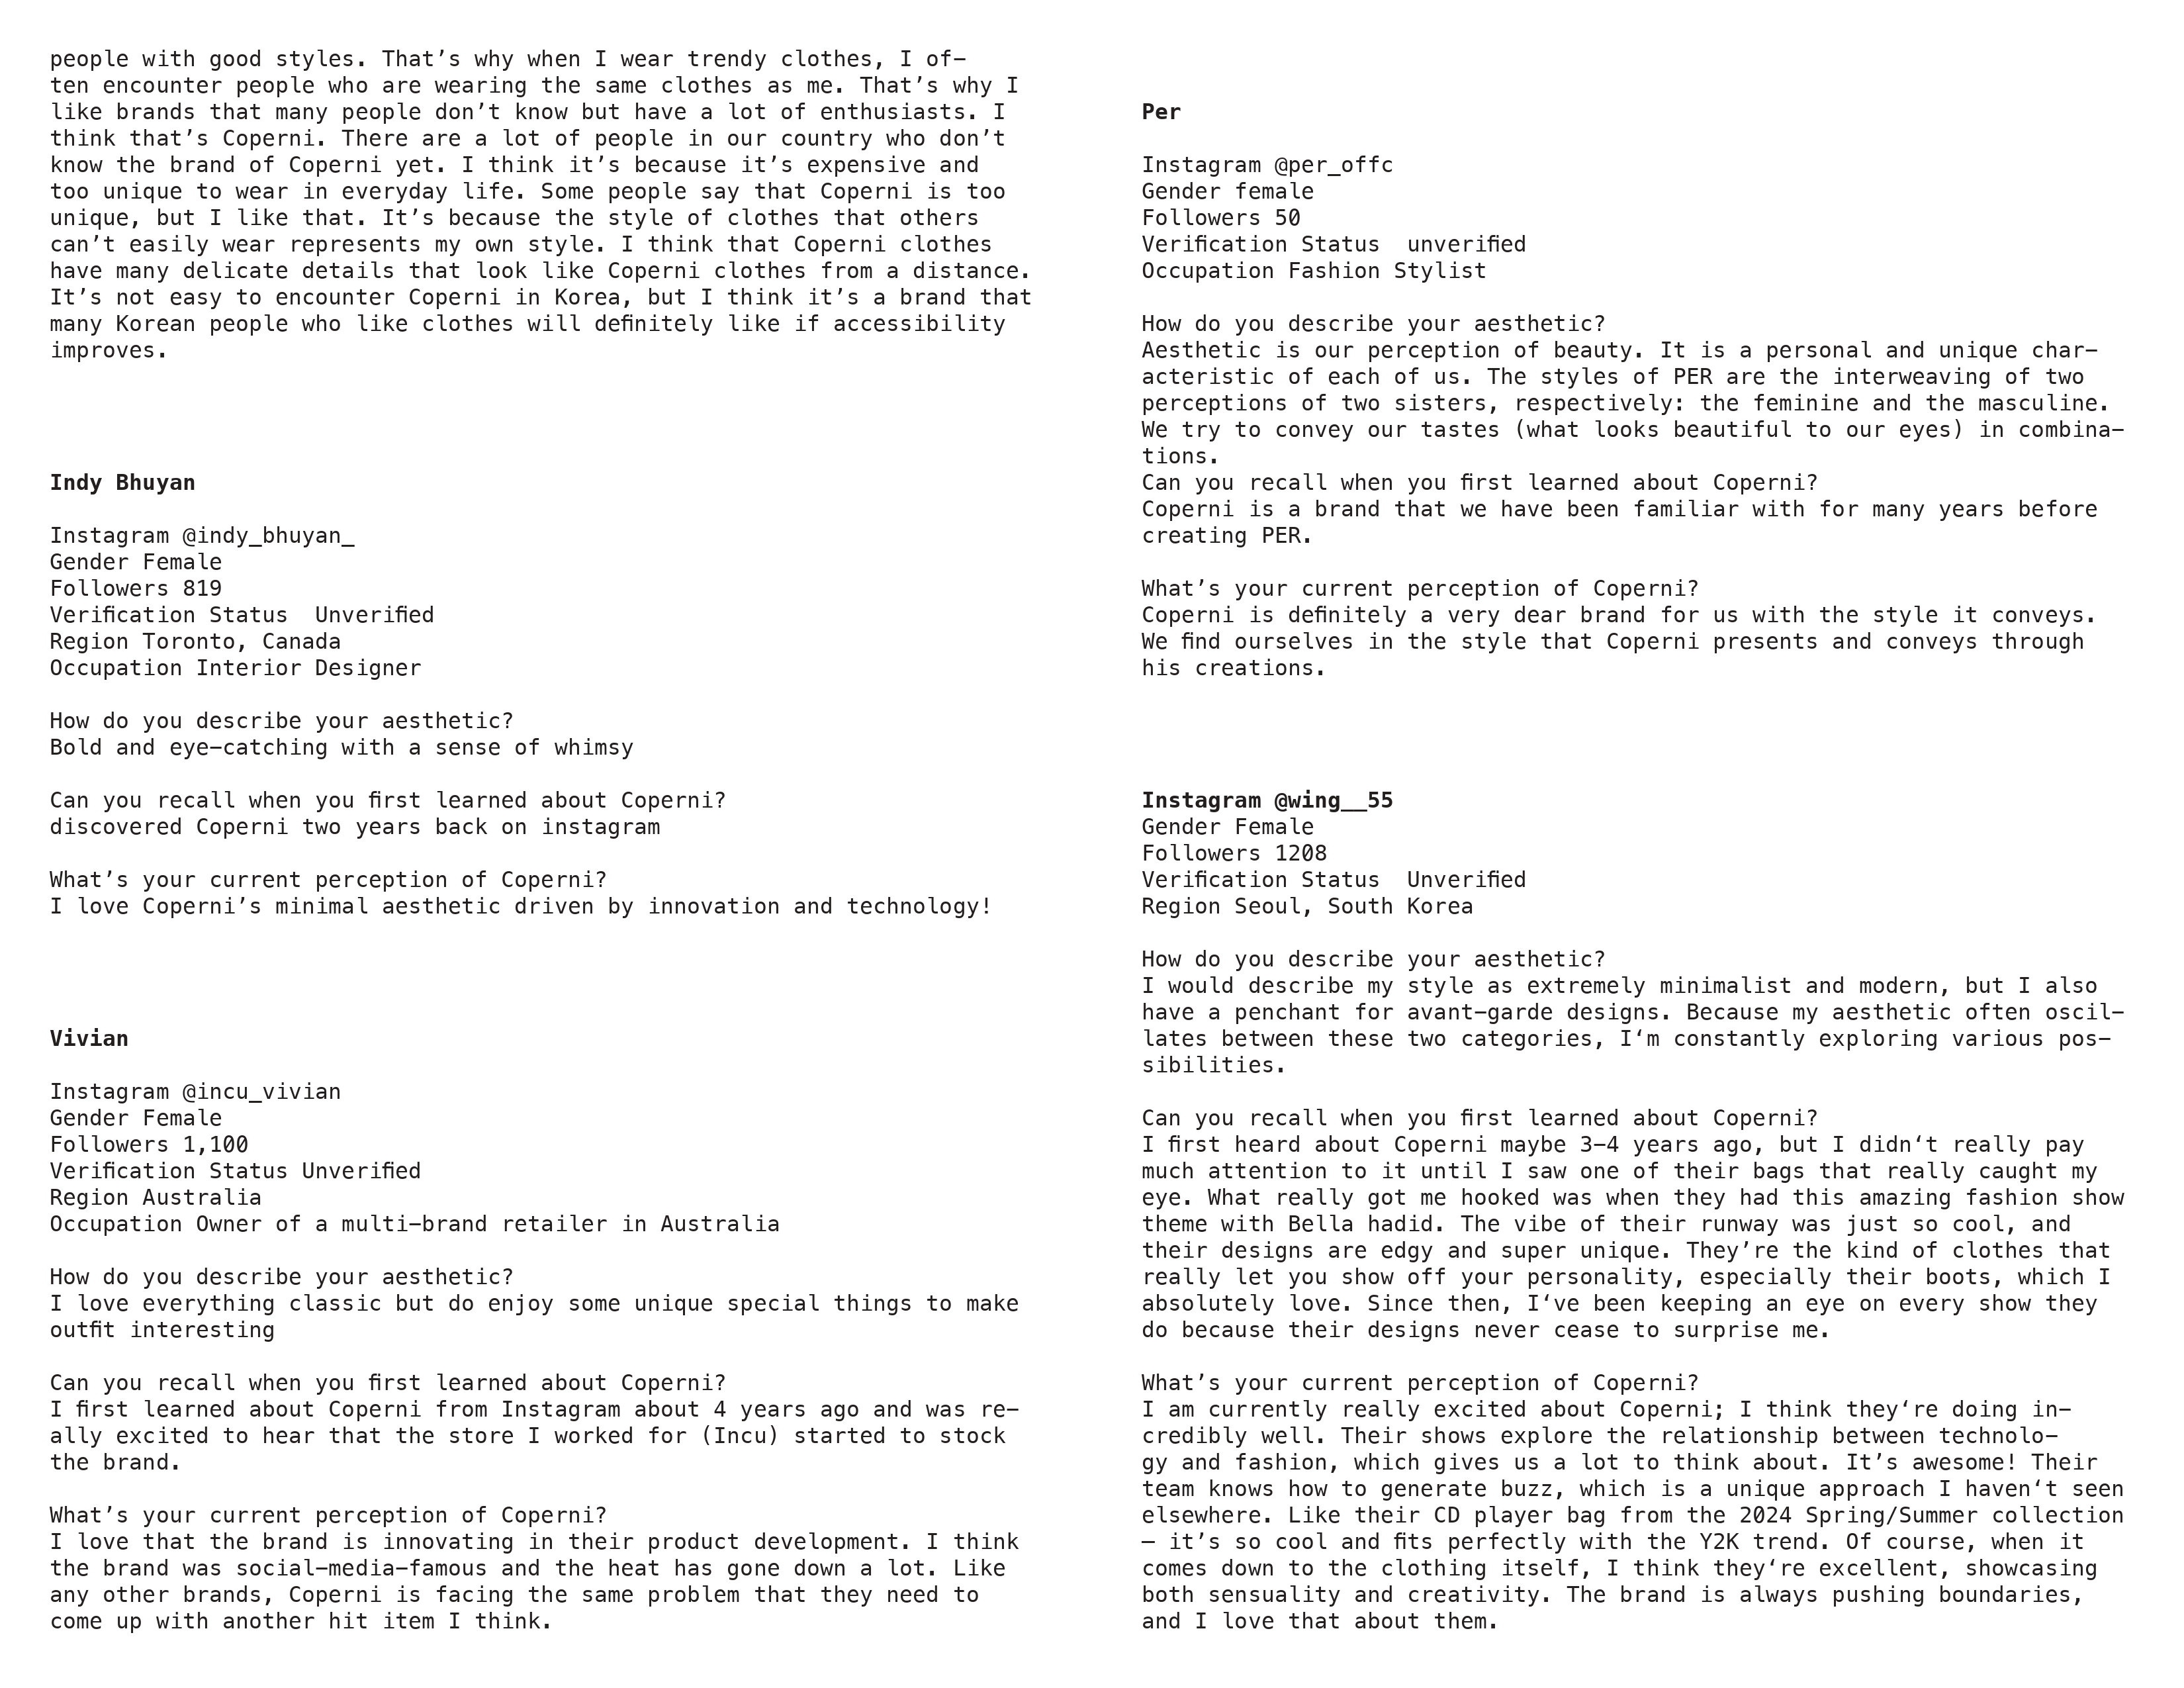 people with good styles. That’s why when I wear trendy clothes, I of-
ten encounter people who are wearing the same clothes as me. That’s why I
like brands that many people don’t know but have a lot of enthusiasts. I
think that’s Coperni. There are a lot of people in our country who don’t
know the brand of Coperni yet. I think it’s because it’s expensive and
too unique to wear in everyday life. Some people say that Coperni is too
unique, but I like that. It’s because the style of clothes that others
can’t easily wear represents my own style. I think that Coperni clothes
have many delicate details that look like Coperni clothes from a distance.
It’s not easy to encounter Coperni in Korea, but I think it’s a brand that
many Korean people who like clothes will definitely like if accessibility
improves.
Indy Bhuyan
Instagram @indy_bhuyan_
Gender Female
Followers 819
Verification Status  Unverified
Region Toronto, Canada
Occupation Interior Designer
How do you describe your aesthetic?
Bold and eye-catching with a sense of whimsy
Can you recall when you first learned about Coperni?
discovered Coperni two years back on instagram
What’s your current perception of Coperni?
I love Coperni’s minimal aesthetic driven by innovation and technology!
Vivian
Instagram @incu_vivian
Gender Female
Followers 1,100
Verification Status Unverified
Region Australia
Occupation Owner of a multi-brand retailer in Australia
How do you describe your aesthetic?
I love everything classic but do enjoy some unique special things to make
outfit interesting
Can you recall when you first learned about Coperni?
I first learned about Coperni from Instagram about 4 years ago and was re-
ally excited to hear that the store I worked for (Incu) started to stock
the brand.
What’s your current perception of Coperni?
I love that the brand is innovating in their product development. I think
the brand was social-media-famous and the heat has gone down a lot. Like
any other brands, Coperni is facing the same problem that they need to
come up with another hit item I think.
Per
Instagram @per_offc
Gender female
Followers 50
Verification Status  unverified
Occupation Fashion Stylist
How do you describe your aesthetic?
Aesthetic is our perception of beauty. It is a personal and unique char-
acteristic of each of us. The styles of PER are the interweaving of two
perceptions of two sisters, respectively: the feminine and the masculine.
We try to convey our tastes (what looks beautiful to our eyes) in combina-
tions.
Can you recall when you first learned about Coperni?
Coperni is a brand that we have been familiar with for many years before
creating PER.
What’s your current perception of Coperni?
Coperni is definitely a very dear brand for us with the style it conveys.
We find ourselves in the style that Coperni presents and conveys through
his creations.
Instagram @wing__55
Gender Female
Followers 1208
Verification Status  Unverified
Region Seoul, South Korea
How do you describe your aesthetic?
I would describe my style as extremely minimalist and modern, but I also
have a penchant for avant-garde designs. Because my aesthetic often oscil-
lates between these two categories, I‘m constantly exploring various pos-
sibilities.
Can you recall when you first learned about Coperni?
I first heard about Coperni maybe 3-4 years ago, but I didn‘t really pay
much attention to it until I saw one of their bags that really caught my
eye. What really got me hooked was when they had this amazing fashion show
theme with Bella hadid. The vibe of their runway was just so cool, and
their designs are edgy and super unique. They’re the kind of clothes that
really let you show off your personality, especially their boots, which I
absolutely love. Since then, I‘ve been keeping an eye on every show they
do because their designs never cease to surprise me.
What’s your current perception of Coperni?
I am currently really excited about Coperni; I think they‘re doing in-
credibly well. Their shows explore the relationship between technolo-
gy and fashion, which gives us a lot to think about. It’s awesome! Their
team knows how to generate buzz, which is a unique approach I haven‘t seen
elsewhere. Like their CD player bag from the 2024 Spring/Summer collection
– it’s so cool and fits perfectly with the Y2K trend. Of course, when it
comes down to the clothing itself, I think they‘re excellent, showcasing
both sensuality and creativity. The brand is always pushing boundaries,
and I love that about them.